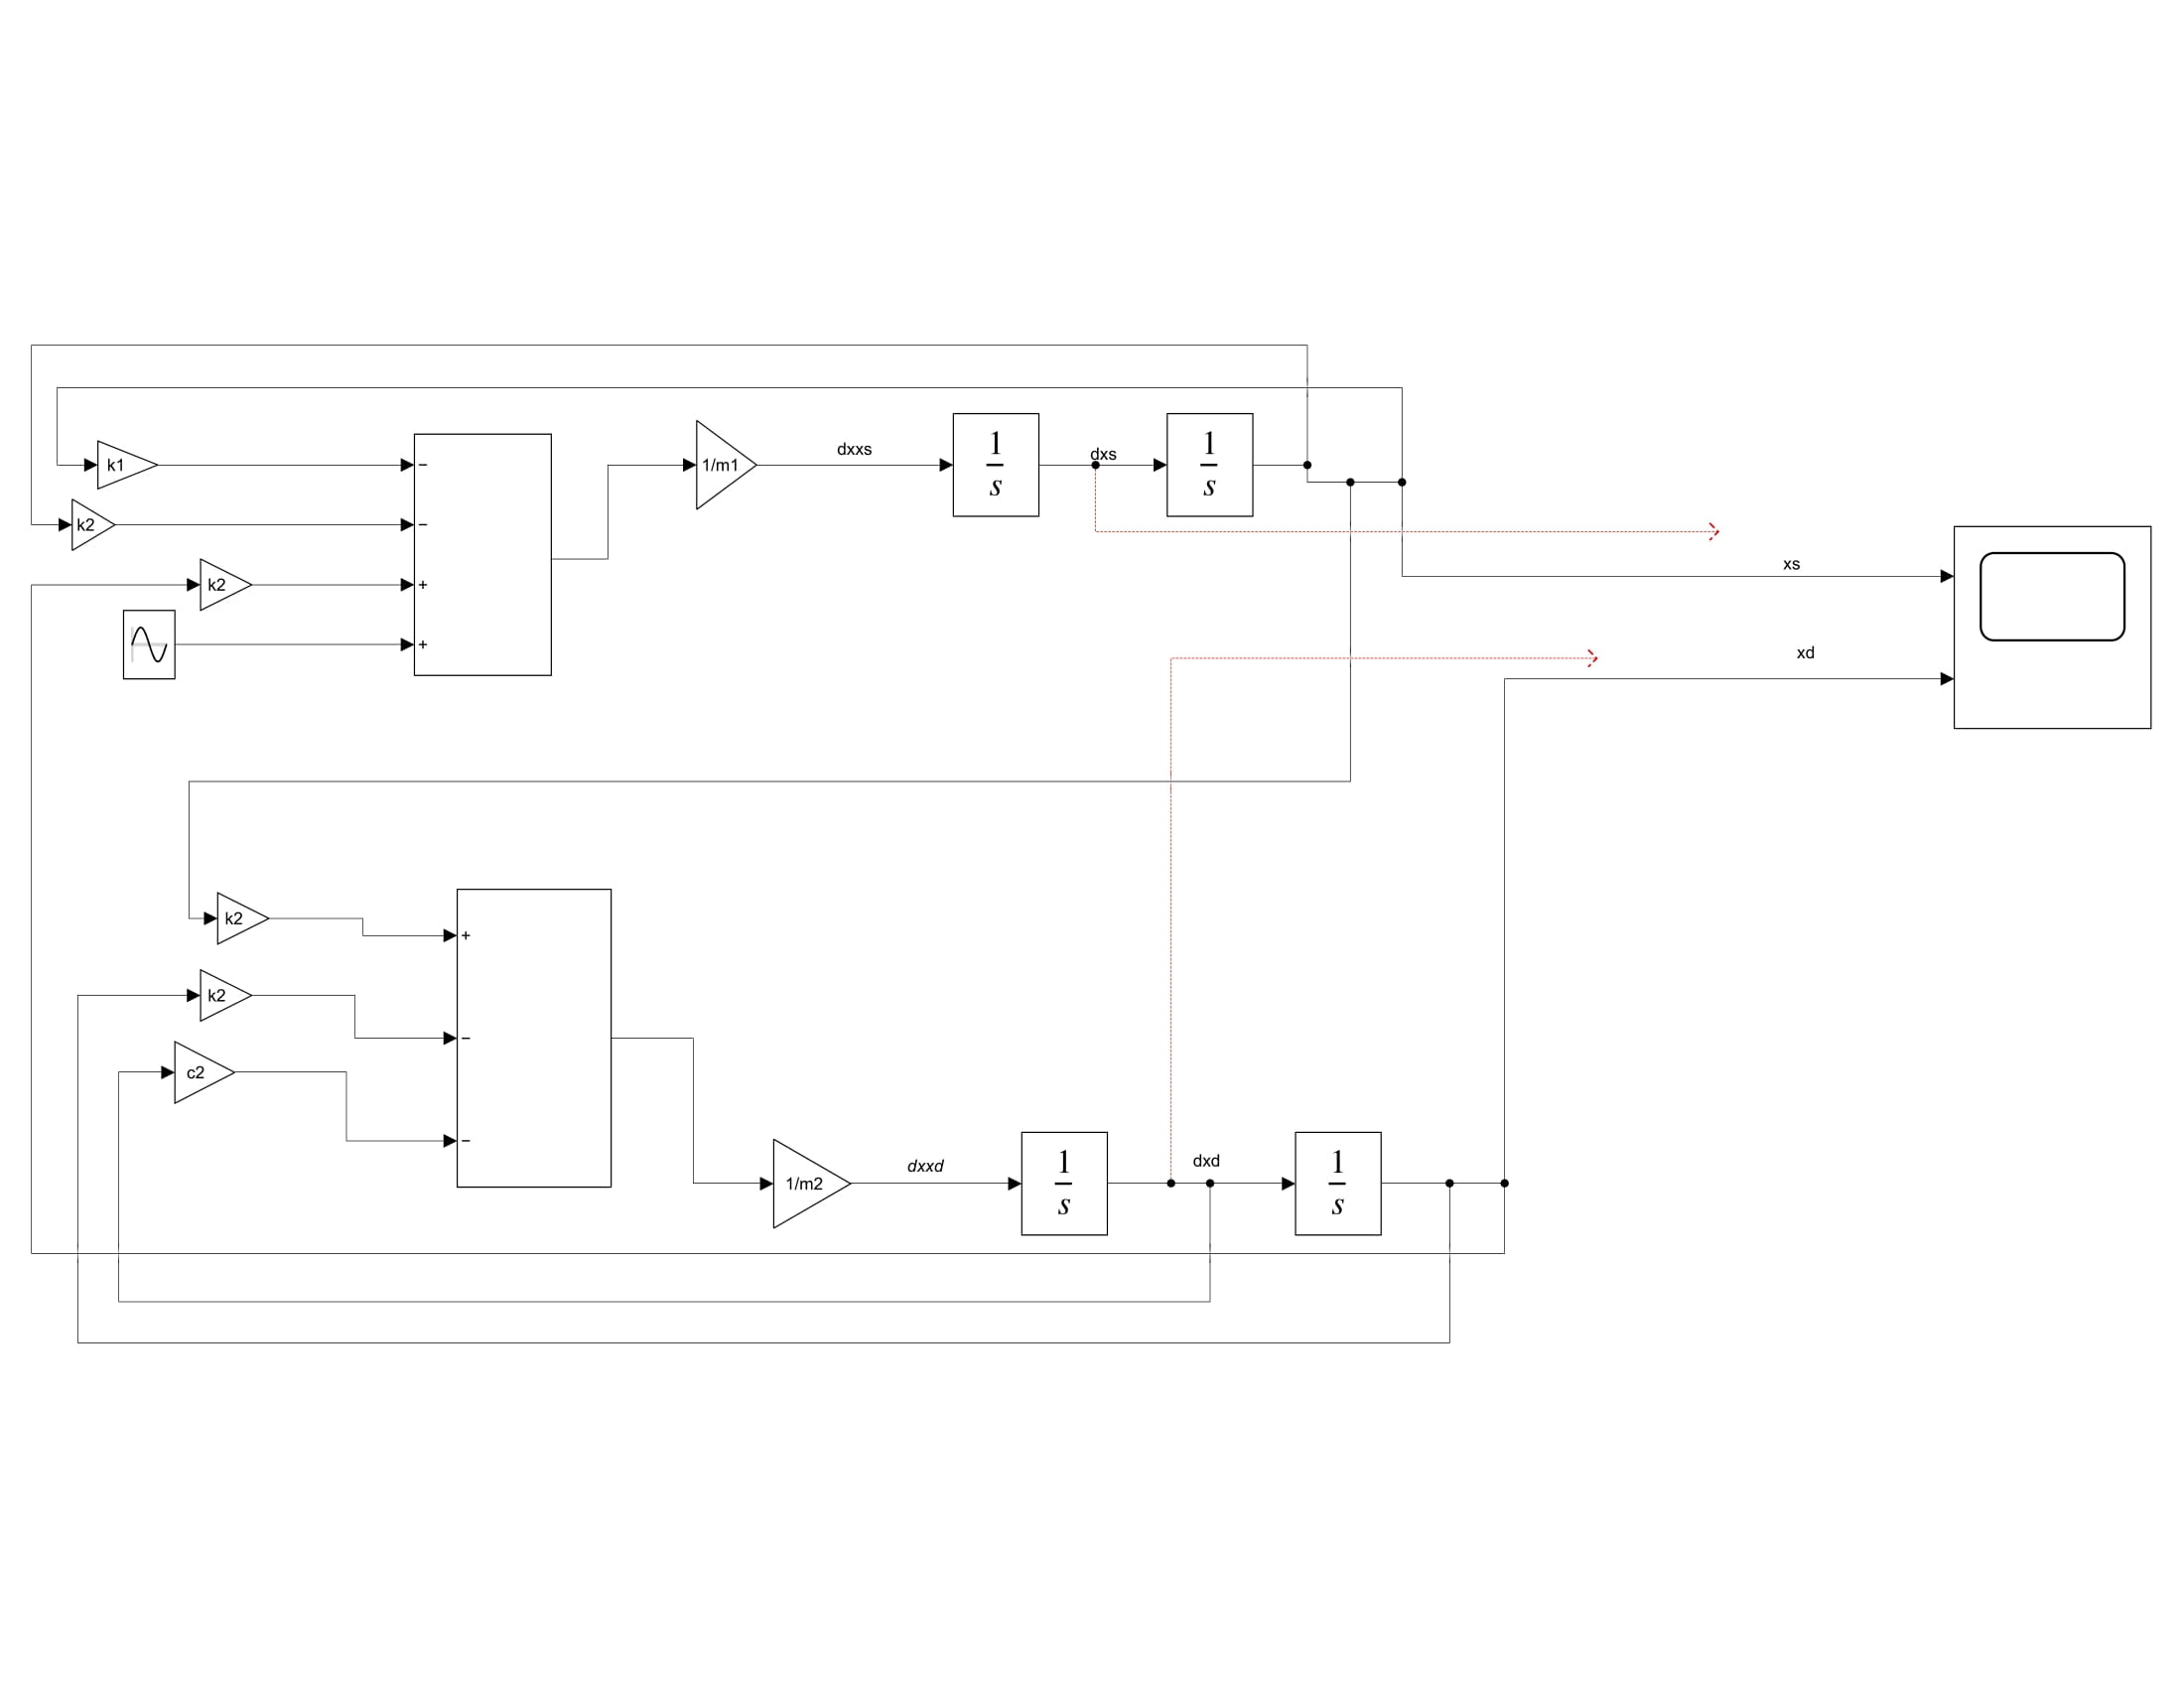 k1
−
1/m1
dxxs
1
s
dxs
1
s
k2
−
k2
+
xs
+
xd
k2
+
k2
−
c2
−
1/m2
dxxd
1
s
dxd
1
s